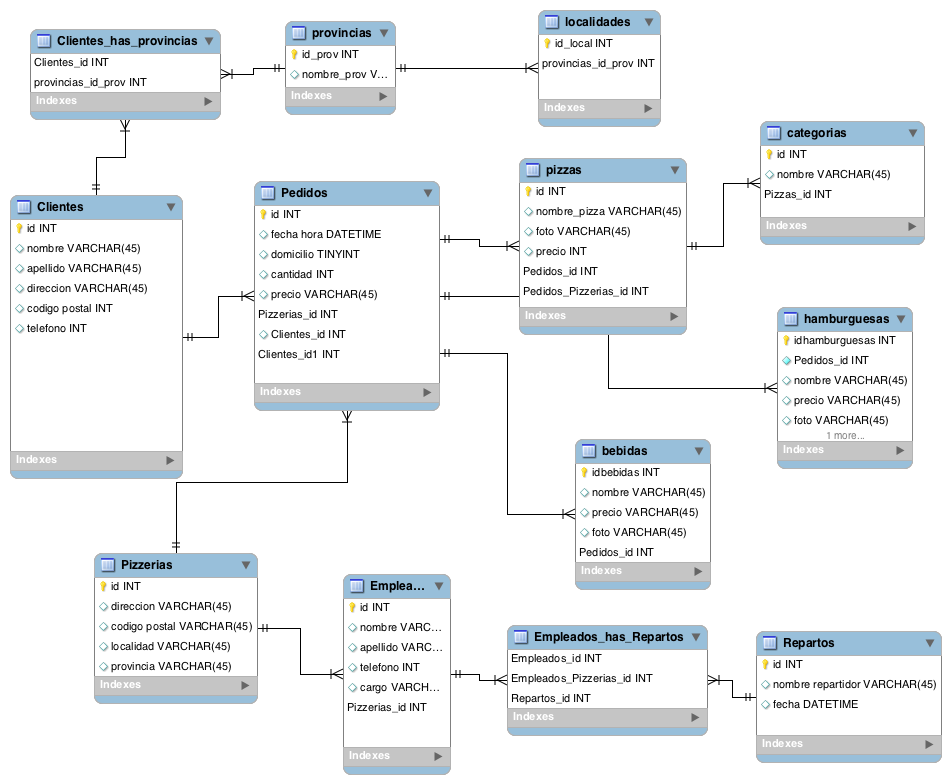 Clientes_has_provincias
Clientes_id INT
provincias_id_prov INT
Indexes
provincias
id_prov INT
nombre_prov V...
Indexes
localidades
id_local INT
provincias_id_prov INT
Indexes
categorias
id INT
nombre VARCHAR(45)
Pizzas_id INT
Indexes
Clientes
id INT
nombre VARCHAR(45)
apellido VARCHAR(45)
direccion VARCHAR(45)
codigo postal INT
telefono INT
Indexes
Pedidos
id INT
fecha hora DATETIME
domicilio TINYINT
cantidad INT
precio VARCHAR(45)
Pizzerias_id INT
Clientes_id INT
Clientes_id1 INT
Indexes
pizzas
id INT
nombre_pizza VARCHAR(45)
foto VARCHAR(45)
precio INT
Pedidos_id INT
Pedidos_Pizzerias_id INT
Indexes
hamburguesas
idhamburguesas INT
Pedidos_id INT
nombre VARCHAR(45)
precio VARCHAR(45)
foto VARCHAR(45)
1 more...
Indexes
bebidas
idbebidas INT
nombre VARCHAR(45)
precio VARCHAR(45)
foto VARCHAR(45)
Pedidos_id INT
Indexes
Pizzerias
id INT
direccion VARCHAR(45)
codigo postal VARCHAR(45)
localidad VARCHAR(45)
provincia VARCHAR(45)
Indexes
Emplea...
id INT
nombre VARC...
apellido VARC...
telefono INT
cargo VARCH...
Pizzerias_id INT
Indexes
Empleados_has_Repartos
Empleados_id INT
Empleados_Pizzerias_id INT
Repartos_id INT
Indexes
Repartos
id INT
nombre repartidor VARCHAR(45)
fecha DATETIME
Indexes